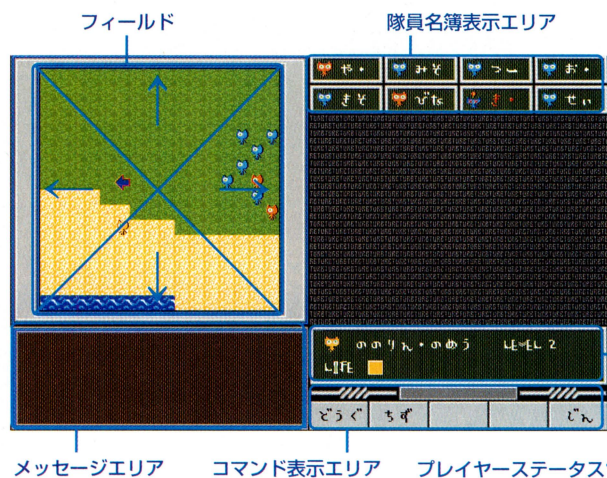 フィールド 隊員名簿表示エリア
や・ みそ つー お・
きそ びた き・ せい
ののりん・のめう LEVEL 2
LIFE
どうぐ ちず じん
メッセージエリア コマンド表示エリア プレイヤーステータス